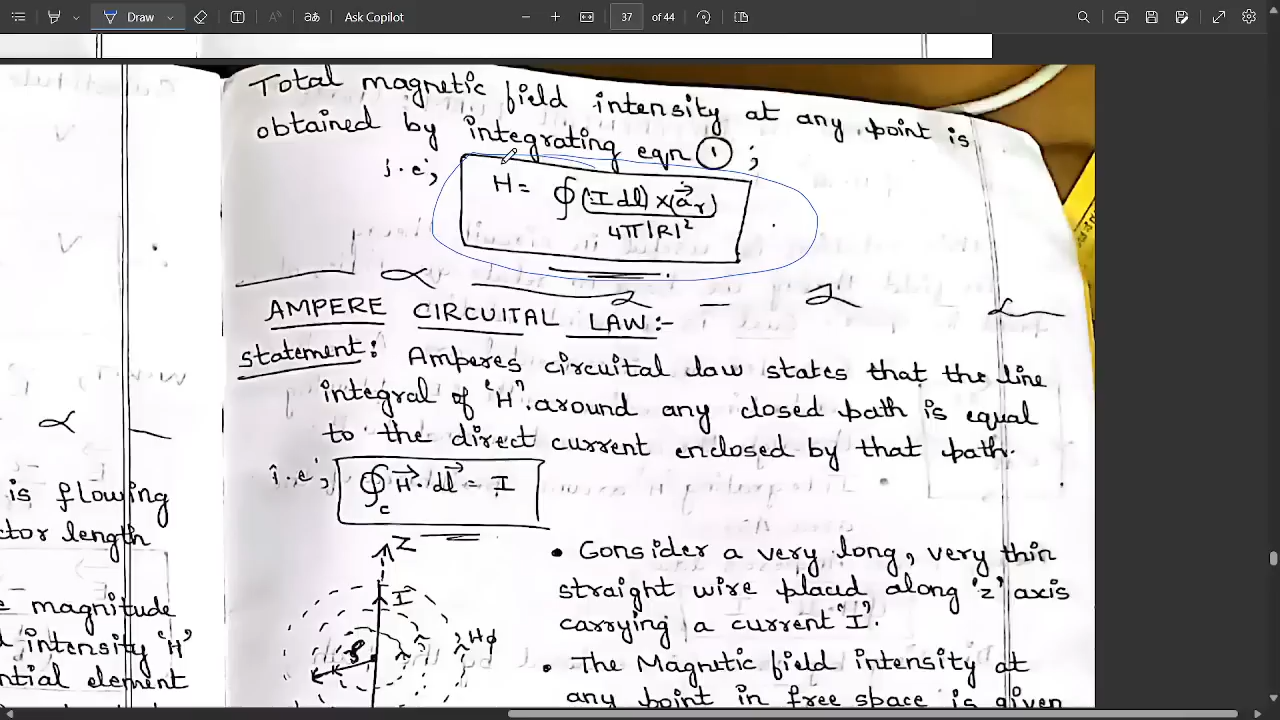 Draw
Ask Copilot
37 of 44
Total magnetic field intensity at any point is
obtained by integrating eqn ① ;
i.e;
H = ∮ (I dl) × (a⃗r) / 4π|R|²
AMPERE CIRCUITAL LAW :-
statement : Amperes circuital law states that the line
integral of 'H' around any closed path is equal
to the direct current enclosed by that path.
i.e; ∮c H⃗ . dl⃗ = I
is flowing
ctor length
magnitude
intensity 'H'
ntial element
Z
I
Hϕ
ρ
• Consider a very long, very thin
straight wire placed along 'z' axis
carrying a current 'I'.
• The Magnetic field intensity at
any point in free space is given